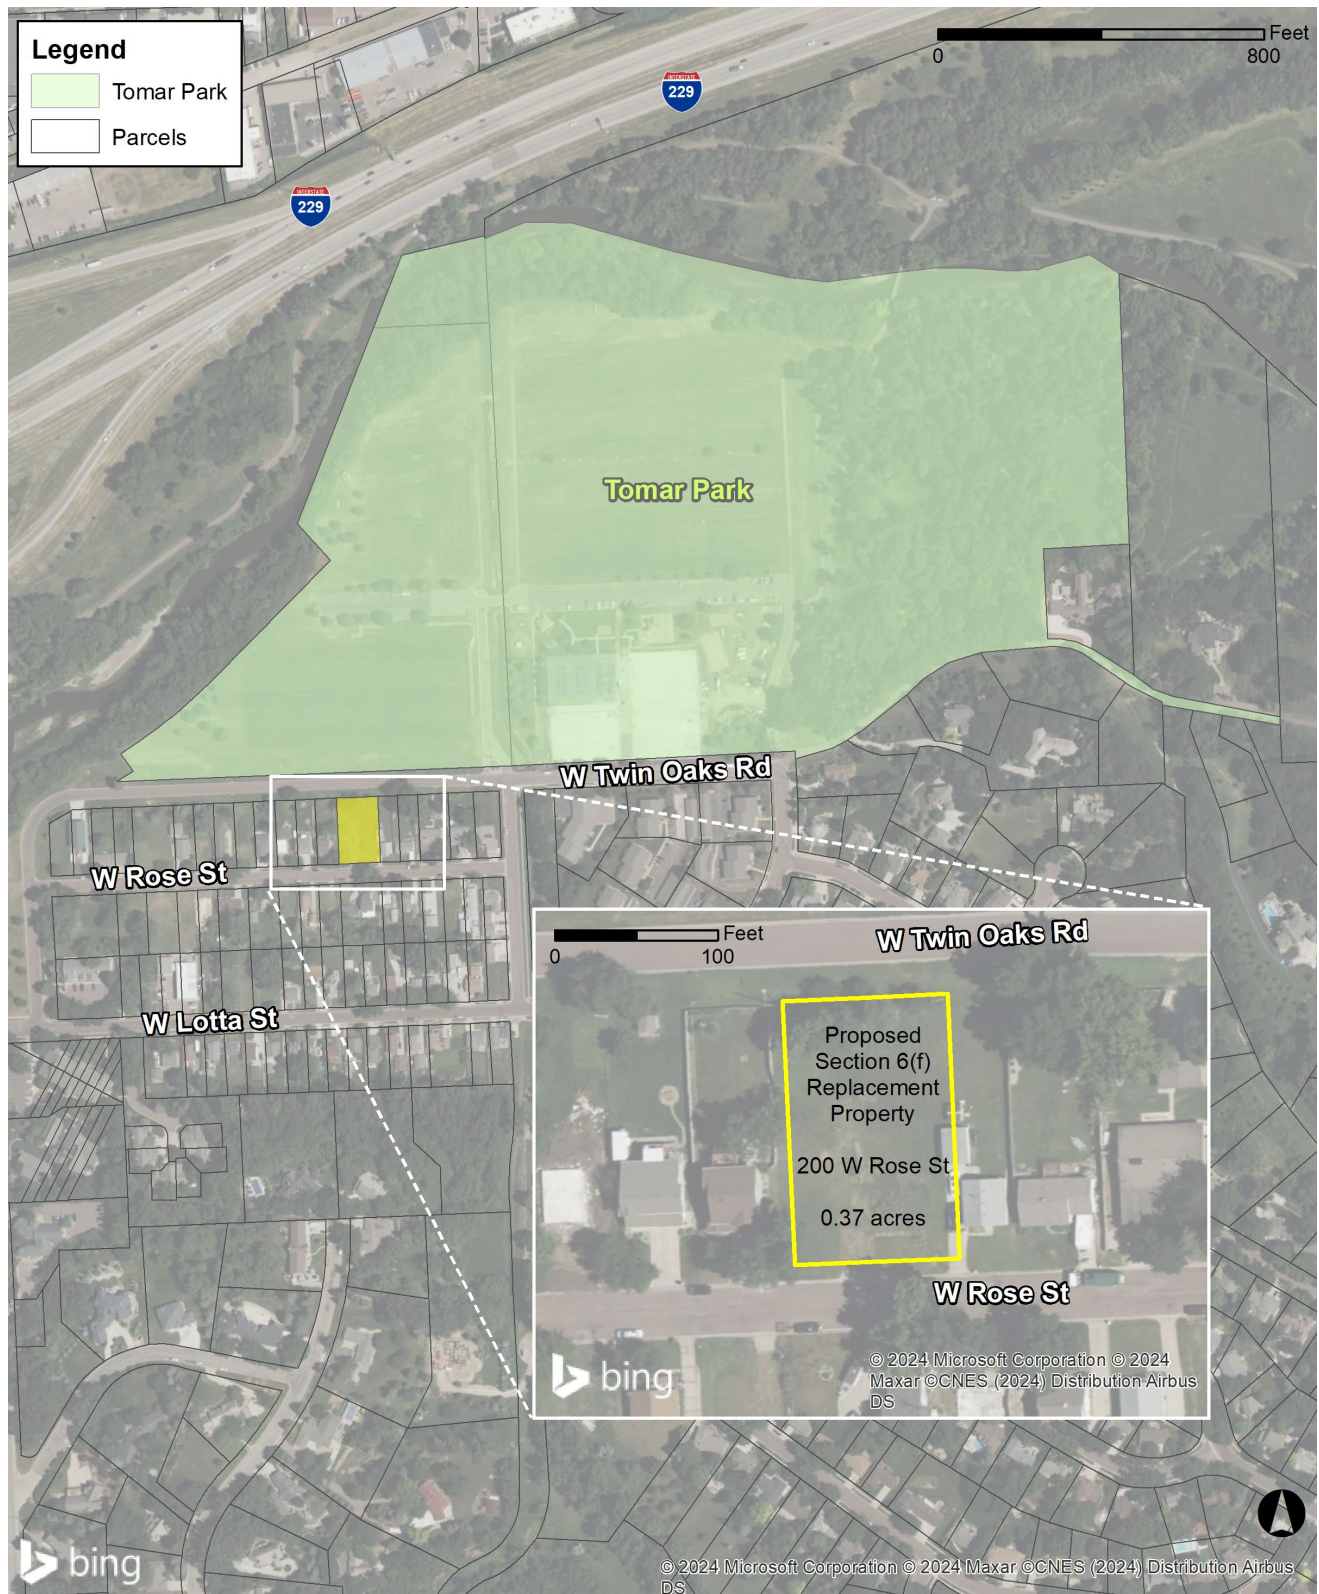 Legend
Tomar Park
Parcels
Feet
0 800
INTERSTATE
229
INTERSTATE
229
Tomar Park
W Twin Oaks Rd
W Rose St
W Lotta St
Feet
0 100
W Twin Oaks Rd
Proposed
Section 6(f)
Replacement
Property
200 W Rose St
0.37 acres
W Rose St
bing
© 2024 Microsoft Corporation © 2024
Maxar ©CNES (2024) Distribution Airbus
DS
bing
© 2024 Microsoft Corporation © 2024 Maxar ©CNES (2024) Distribution Airbus
DS